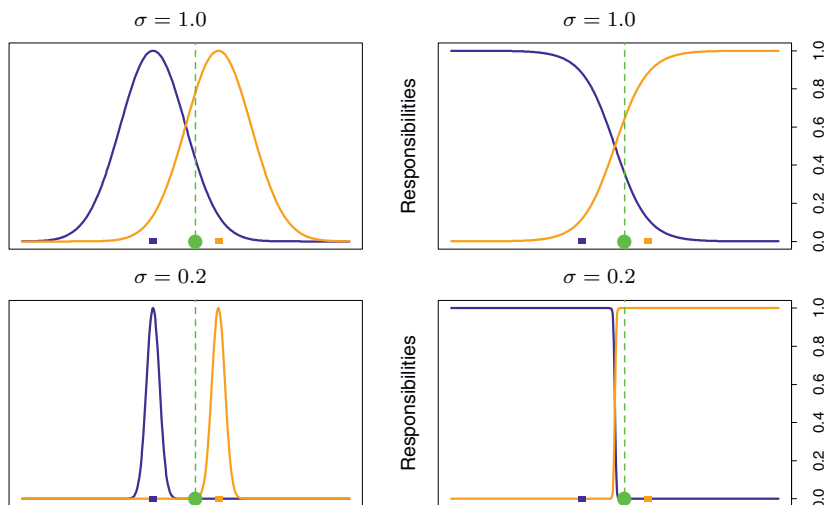 σ = 1.0
σ = 1.0
Responsibilities
0.0 0.2 0.4 0.6 0.8 1.0
σ = 0.2
σ = 0.2
Responsibilities
0.0 0.2 0.4 0.6 0.8 1.0